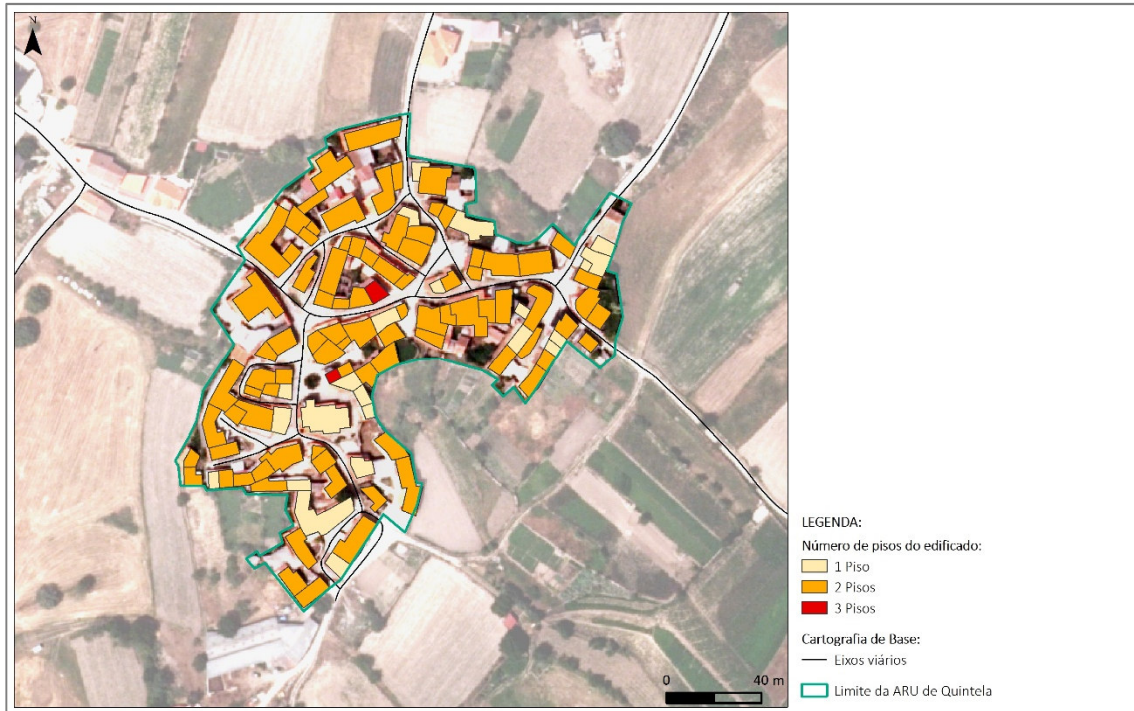 N
LEGENDA:
Número de pisos do edificado:
1 Piso
2 Pisos
3 Pisos
Cartografia de Base:
Eixos viários
Limite da ARU de Quintela
0 40 m